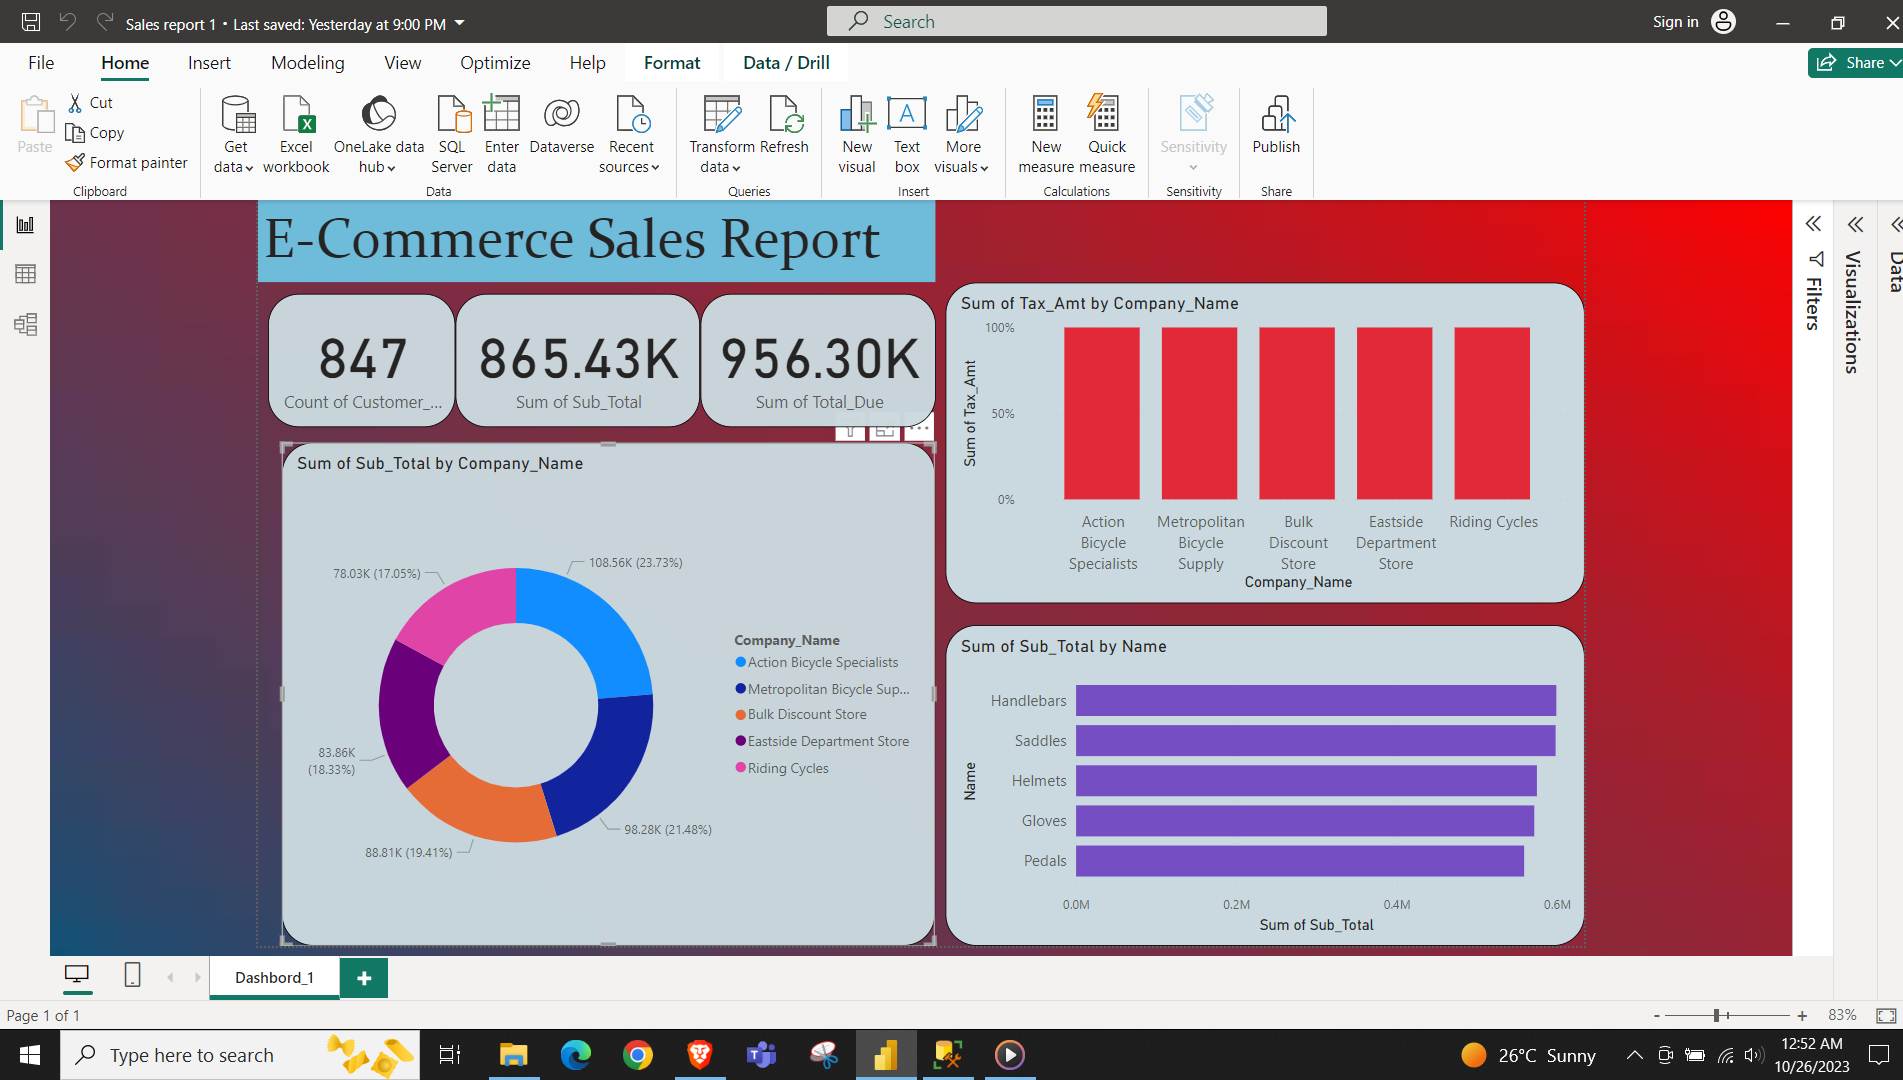 Sales report 1 • Last saved: Yesterday at 9:00 PM
Search
Sign in
File
Home
Insert
Modeling
View
Optimize
Help
Format
Data / Drill
Share
Paste
Cut
Copy
Format painter
Clipboard
Get data
Excel workbook
OneLake data hub
SQL Server
Enter data
Dataverse
Recent sources
Data
Transform data
Refresh
Queries
New visual
Text box
More visuals
Insert
New measure
Quick measure
Calculations
Sensitivity
Sensitivity
Publish
Share
E-Commerce Sales Report
847
Count of Customer_...
865.43K
Sum of Sub_Total
956.30K
Sum of Total_Due
Sum of Sub_Total by Company_Name
108.56K (23.73%)
78.03K (17.05%)
83.86K
(18.33%)
98.28K (21.48%)
88.81K (19.41%)
Company_Name
Action Bicycle Specialists
Metropolitan Bicycle Sup...
Bulk Discount Store
Eastside Department Store
Riding Cycles
Sum of Tax_Amt by Company_Name
100%
50%
0%
Sum of Tax_Amt
Action
Bicycle
Specialists
Metropolitan
Bicycle
Supply
Bulk
Discount
Store
Eastside
Department
Store
Riding Cycles
Company_Name
Sum of Sub_Total by Name
Name
Handlebars
Saddles
Helmets
Gloves
Pedals
0.0M
0.2M
0.4M
0.6M
Sum of Sub_Total
Filters
Visualizations
Data
Dashbord_1
Page 1 of 1
83%
Type here to search
26°C Sunny
12:52 AM
10/26/2023